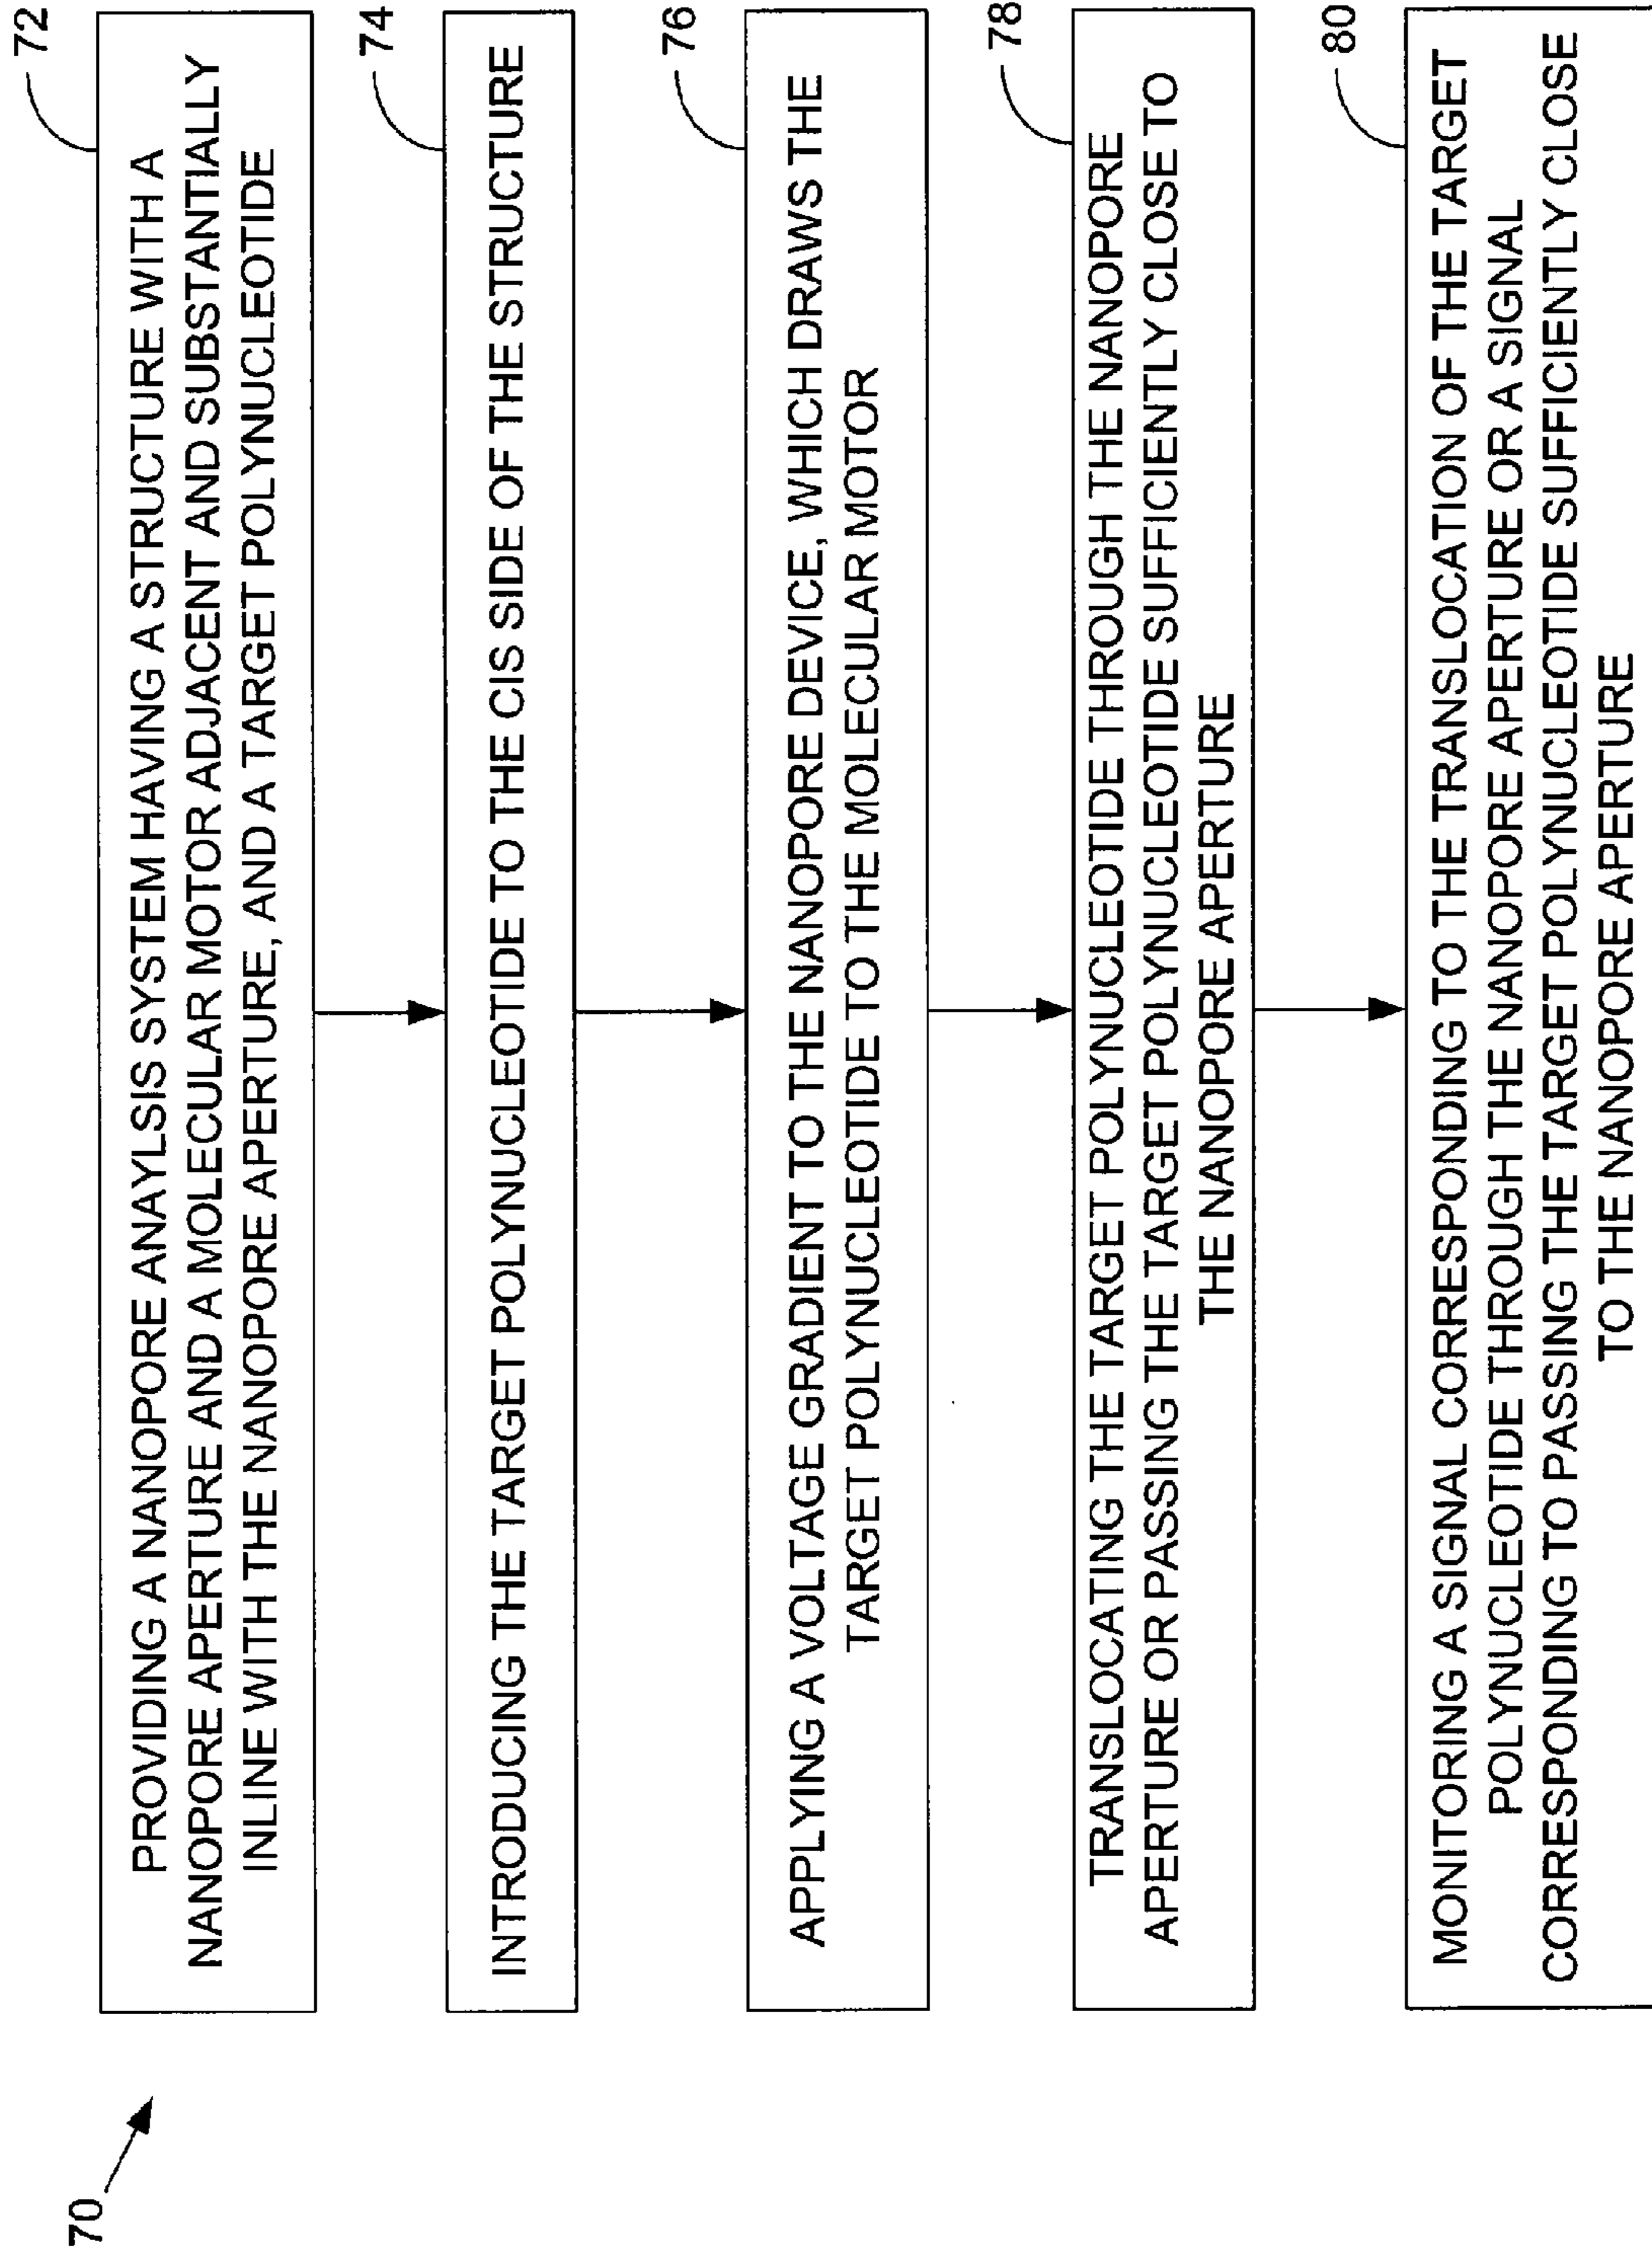 70
72
PROVIDING A NANOPORE ANAYLSIS SYSTEM HAVING A STRUCTURE WITH A
NANOPORE APERTURE AND A MOLECULAR MOTOR ADJACENT AND SUBSTANTIALLY
INLINE WITH THE NANOPORE APERTURE, AND A TARGET POLYNUCLEOTIDE
74
INTRODUCING THE TARGET POLYNUCLEOTIDE TO THE CIS SIDE OF THE STRUCTURE
76
APPLYING A VOLTAGE GRADIENT TO THE NANOPORE DEVICE, WHICH DRAWS THE
TARGET POLYNUCLEOTIDE TO THE MOLECULAR MOTOR
78
TRANSLOCATING THE TARGET POLYNUCLEOTIDE THROUGH THE NANOPORE
APERTURE OR PASSING THE TARGET POLYNUCLEOTIDE SUFFICIENTLY CLOSE TO
THE NANOPORE APERTURE
80
MONITORING A SIGNAL CORRESPONDING TO THE TRANSLOCATION OF THE TARGET
POLYNUCLEOTIDE THROUGH THE NANOPORE APERTURE OR A SIGNAL
CORRESPONDING TO PASSING THE TARGET POLYNUCLEOTIDE SUFFICIENTLY CLOSE
TO THE NANOPORE APERTURE